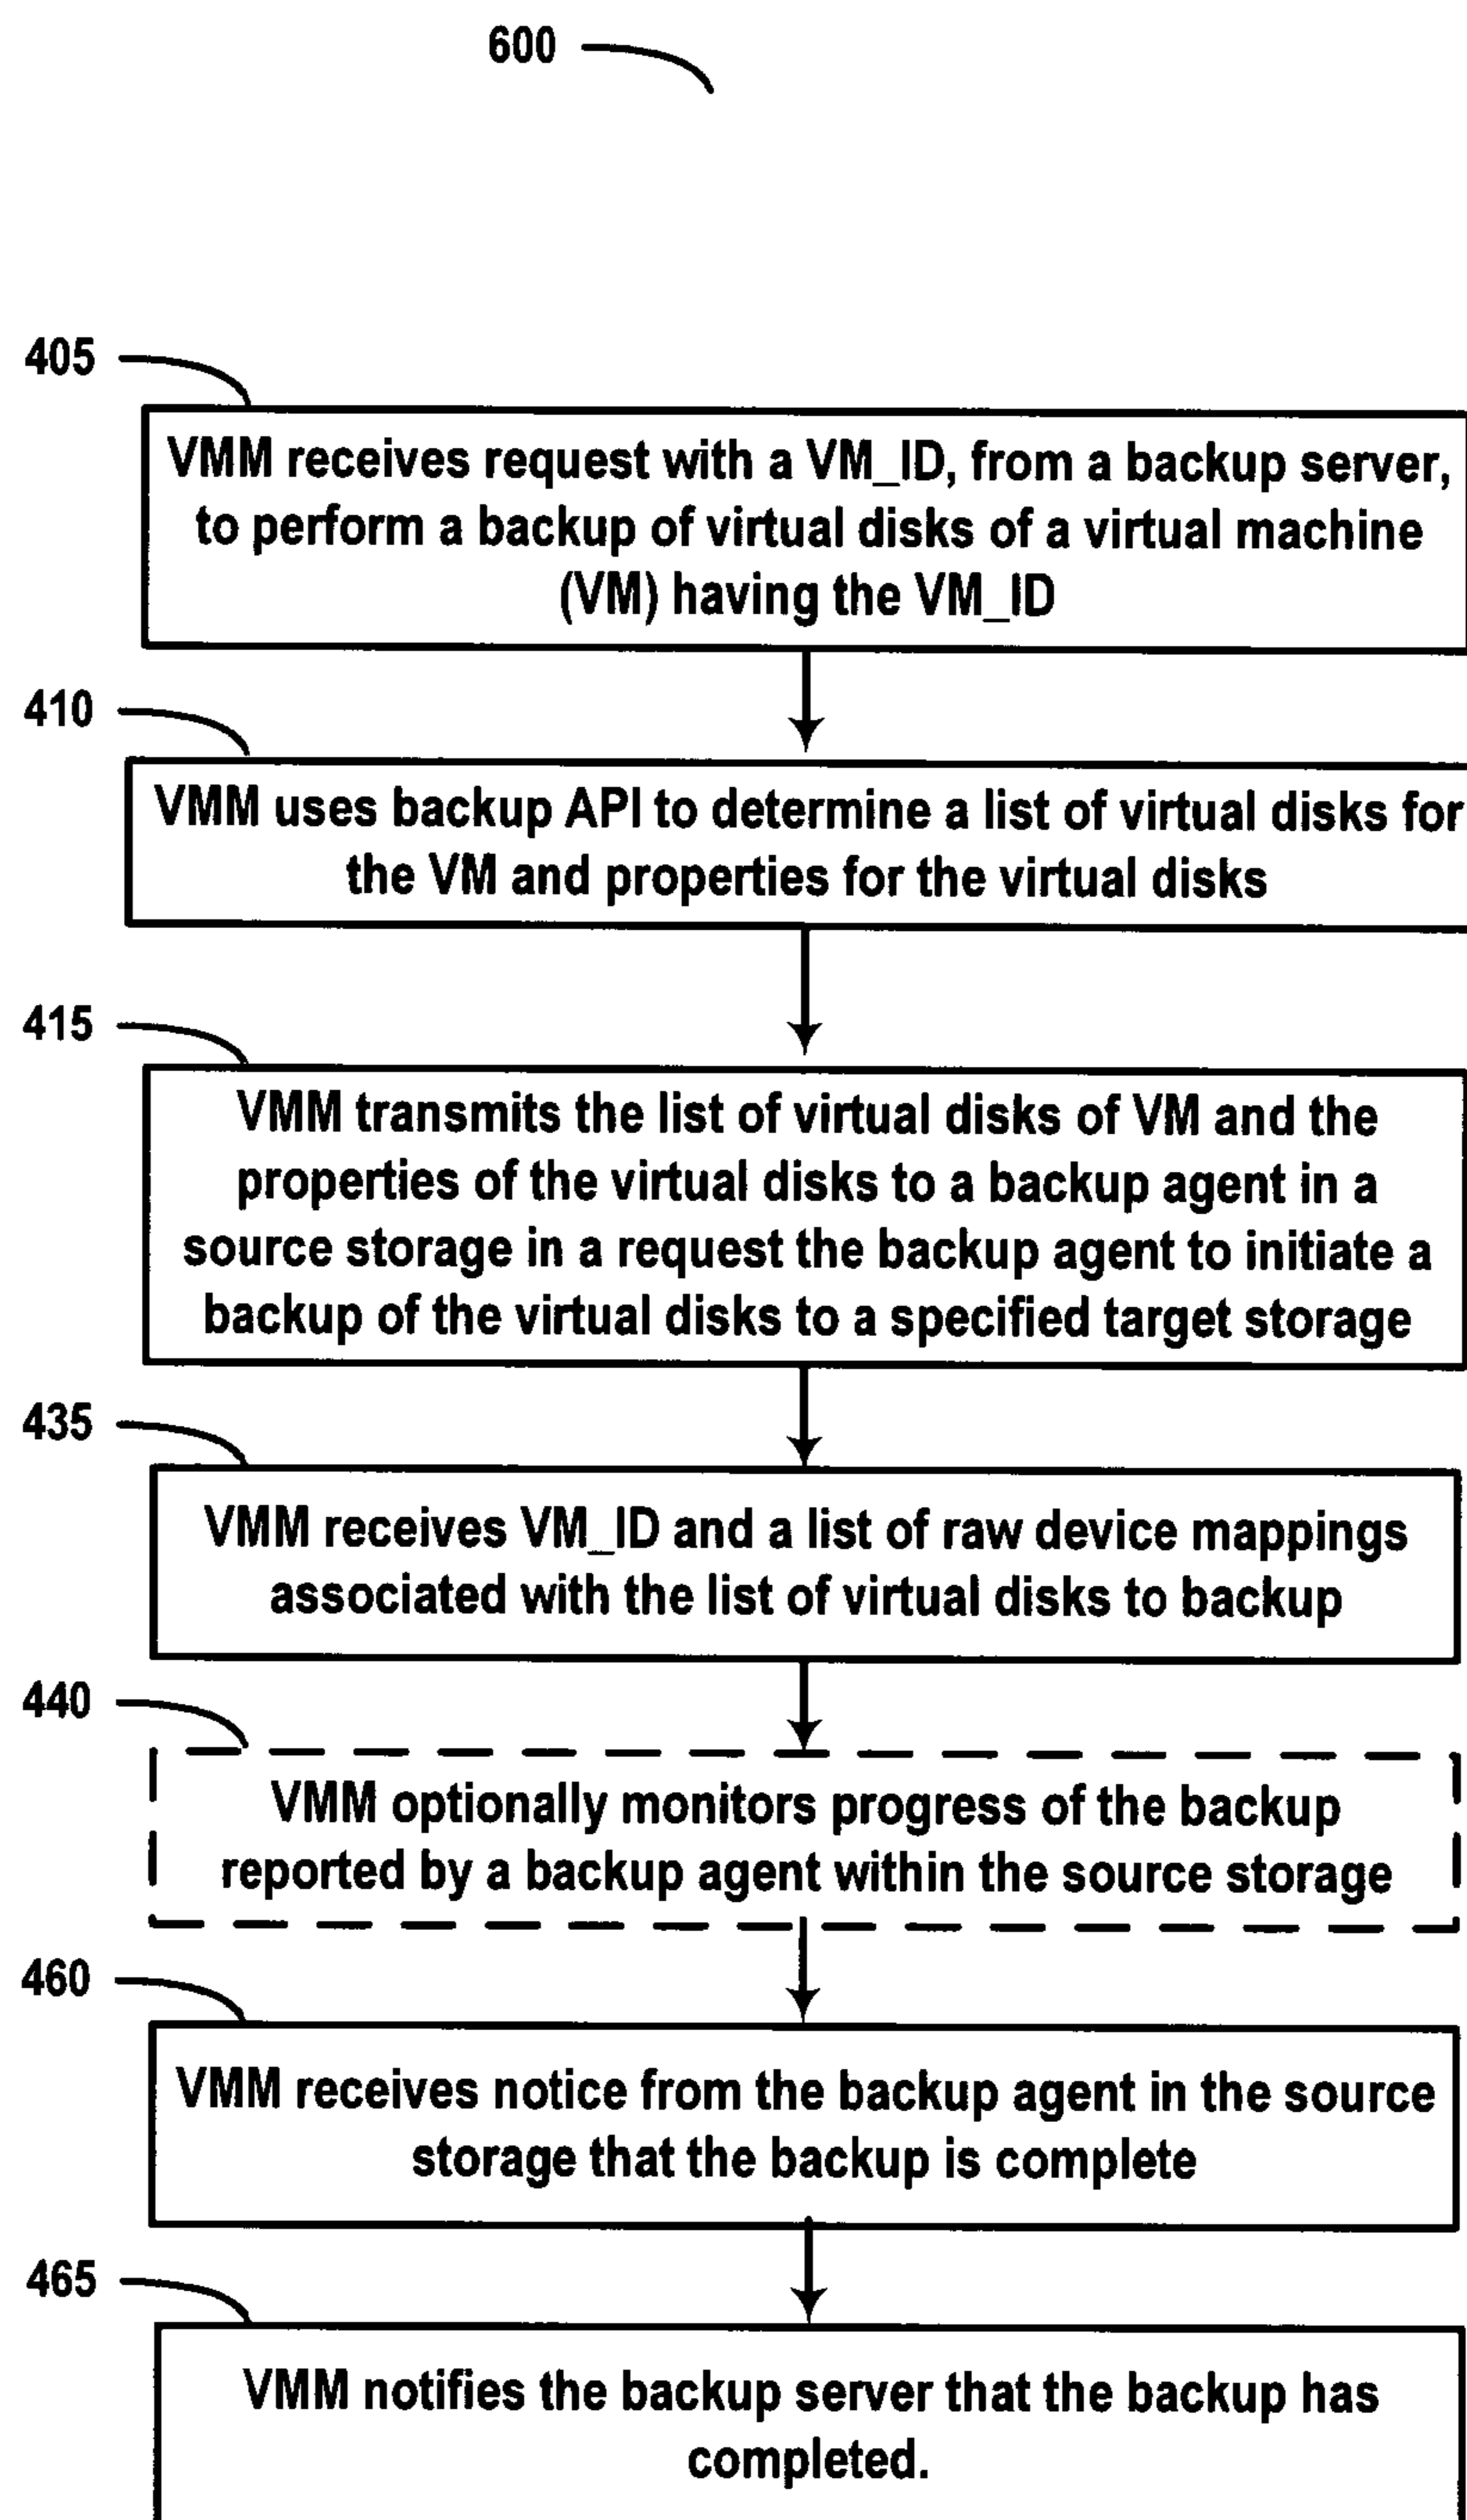 600
405
VMM receives request with a VM_ID, from a backup server,
to perform a backup of virtual disks of a virtual machine
(VM) having the VM_ID
410
VMM uses backup API to determine a list of virtual disks for
the VM and properties for the virtual disks
415
VMM transmits the list of virtual disks of VM and the
properties of the virtual disks to a backup agent in a
source storage in a request the backup agent to initiate a
backup of the virtual disks to a specified target storage
435
VMM receives VM_ID and a list of raw device mappings
associated with the list of virtual disks to backup
440
VMM optionally monitors progress of the backup
reported by a backup agent within the source storage
460
VMM receives notice from the backup agent in the source
storage that the backup is complete
465
VMM notifies the backup server that the backup has
completed.